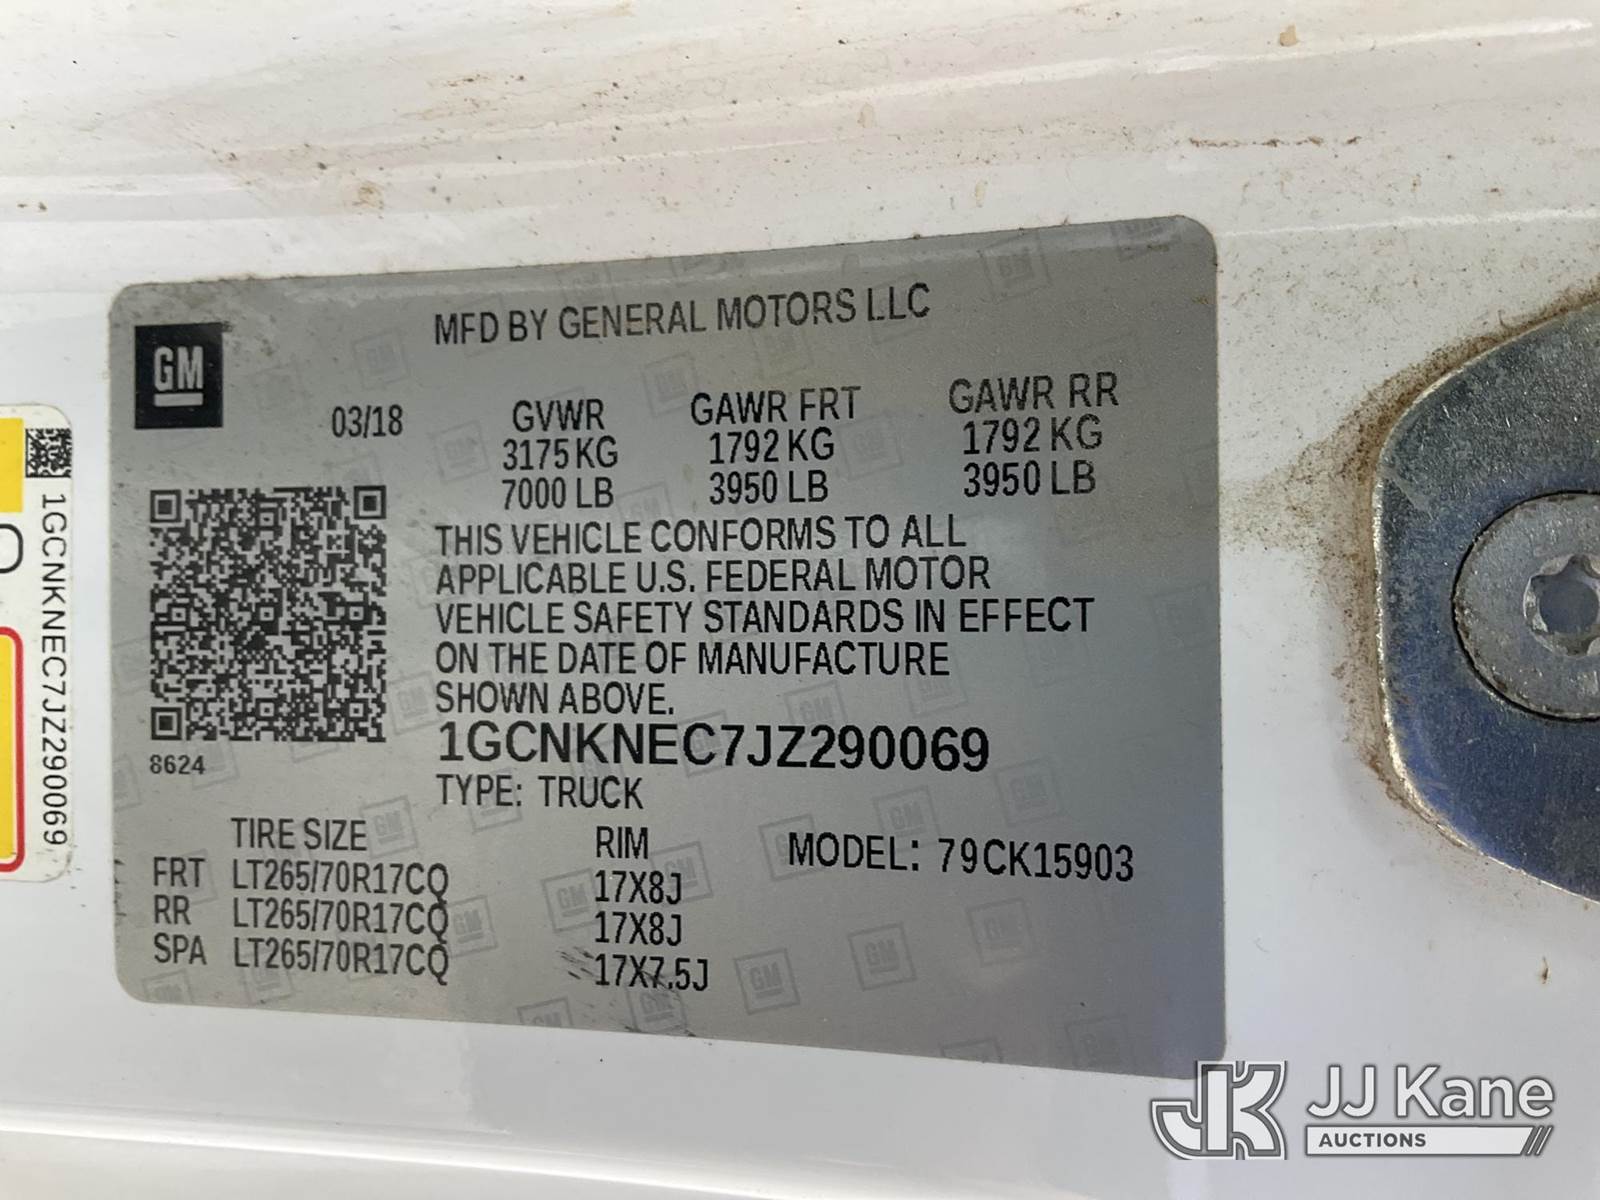 MFD BY GENERAL MOTORS LLC
GM
03/18 GVWR GAWR FRT GAWR RR
3175 KG 1792 KG 1792 KG
7000 LB 3950 LB 3950 LB
THIS VEHICLE CONFORMS TO ALL
APPLICABLE U.S. FEDERAL MOTOR
VEHICLE SAFETY STANDARDS IN EFFECT
ON THE DATE OF MANUFACTURE
SHOWN ABOVE.
1GCNKNEC7JZ290069
8624
TYPE: TRUCK
TIRE SIZE RIM MODEL: 79CK15903
FRT LT265/70R17CQ 17X8J
RR LT265/70R17CQ 17X8J
SPA LT265/70R17CQ 17X7.5J
1GCNKNEC7JZ290069
JK JJ Kane
AUCTIONS